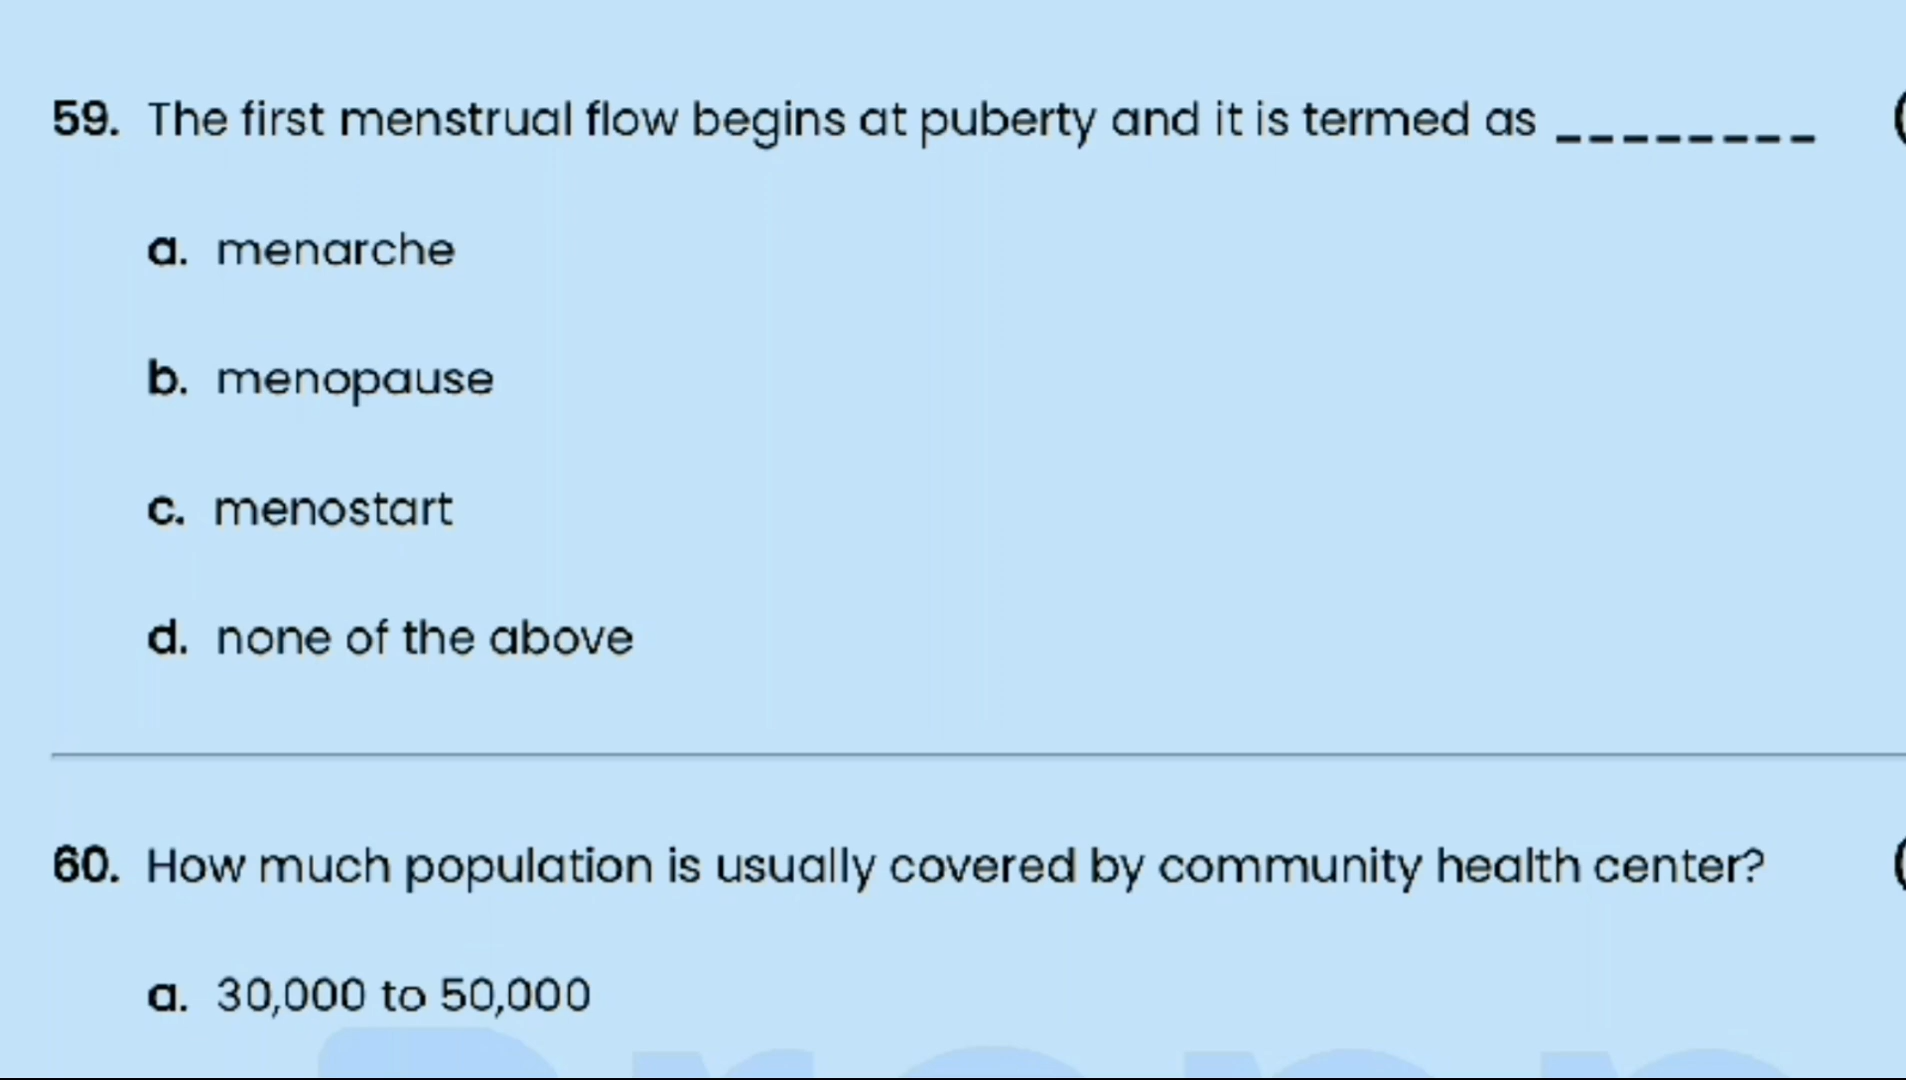 59. The first menstrual flow begins at puberty and it is termed as ________ (
a. menarche
b. menopause
c. menostart
d. none of the above
60. How much population is usually covered by community health center? (
a. 30,000 to 50,000